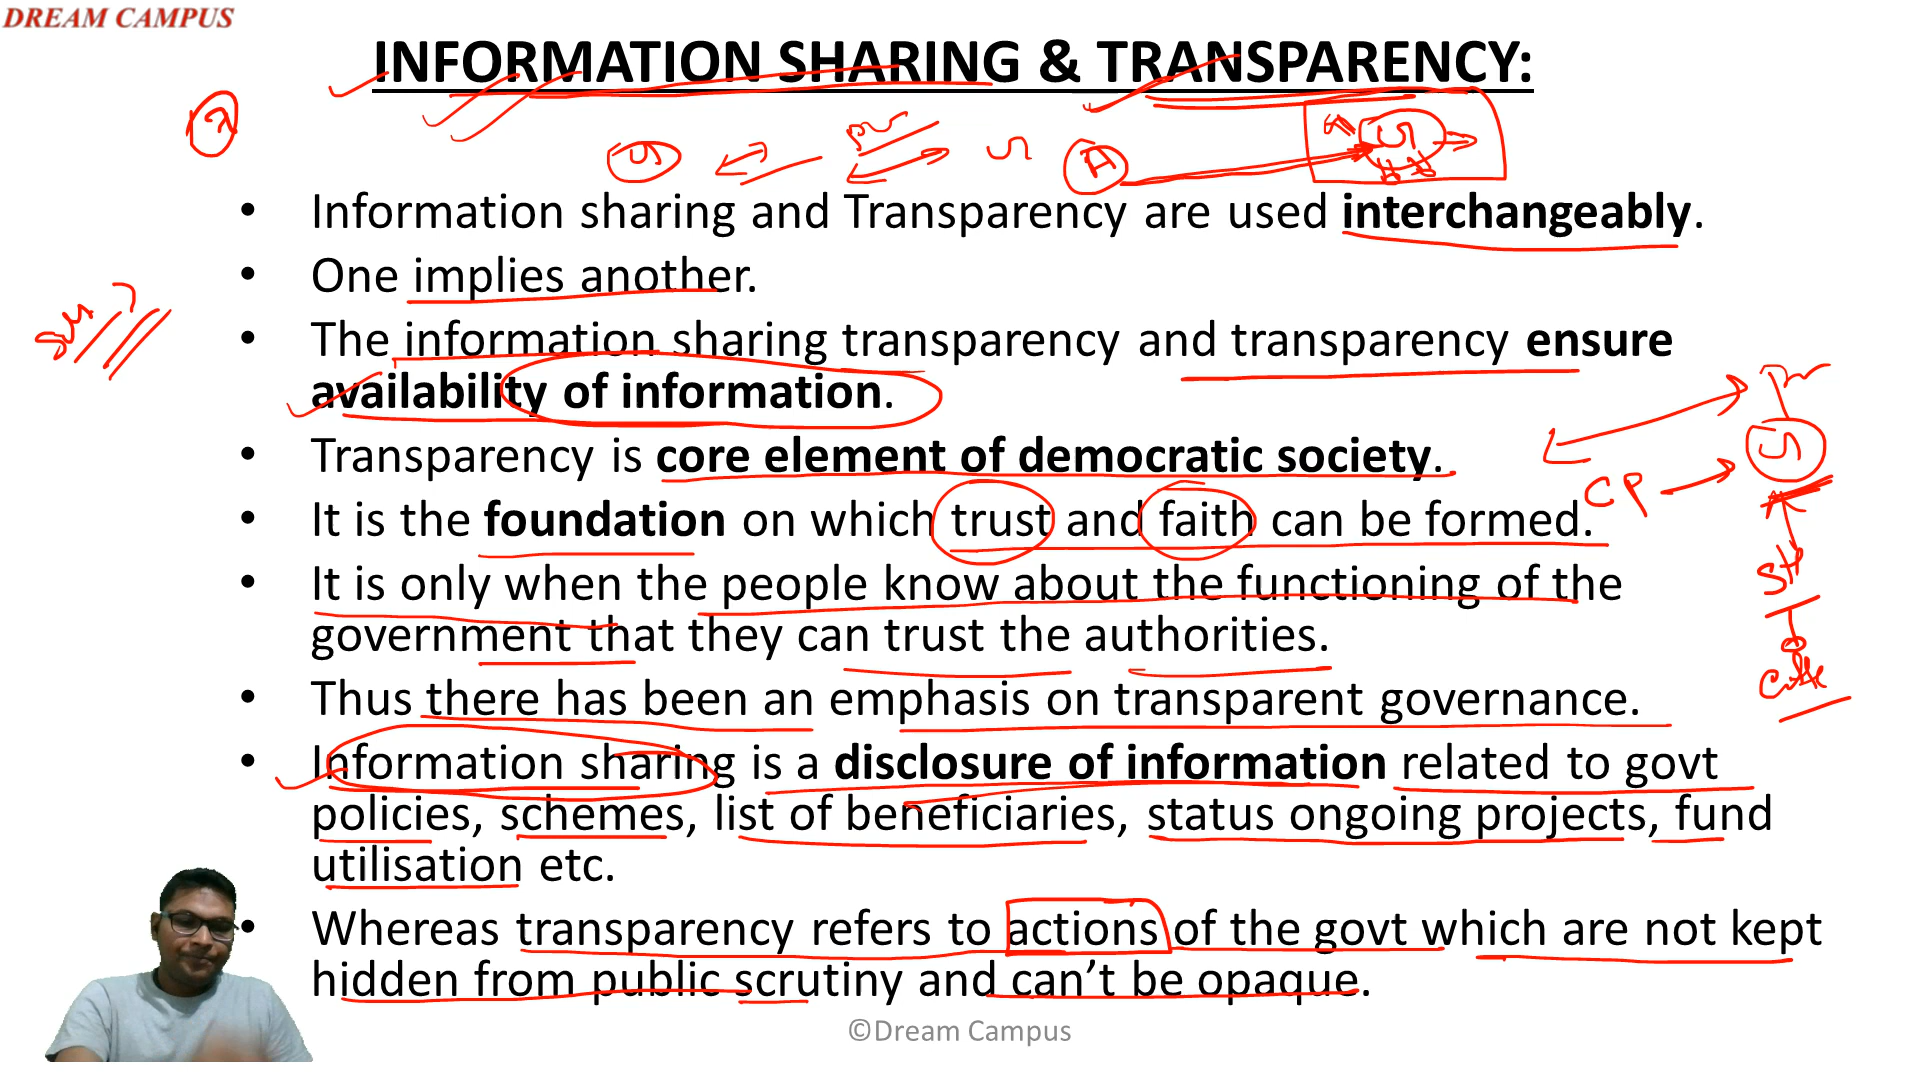 DREAM CAMPUS
INFORMATION SHARING & TRANSPARENCY:
• Information sharing and Transparency are used interchangeably.
• One implies another.
• The information sharing transparency and transparency ensure
availability of information.
• Transparency is core element of democratic society.
• It is the foundation on which trust and faith can be formed.
CP
SH
• It is only when the people know about the functioning of the
government that they can trust the authorities.
• Thus there has been an emphasis on transparent governance.
• Information sharing is a disclosure of information related to govt
policies, schemes, list of beneficiaries, status ongoing projects, fund
utilisation etc.
• Whereas transparency refers to actions of the govt which are not kept
hidden from public scrutiny and can't be opaque.
©Dream Campus